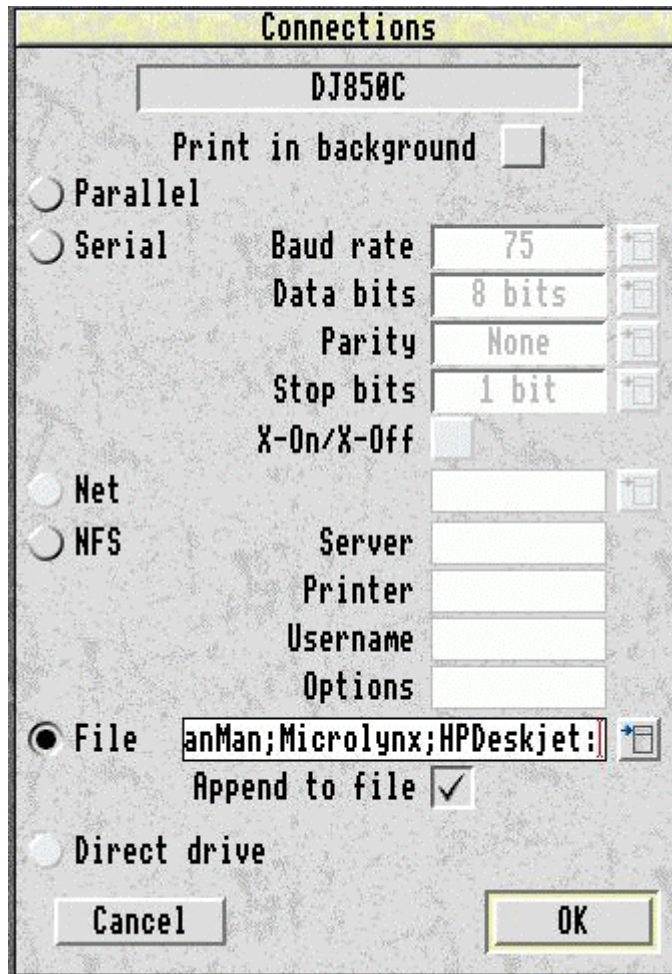 Connections
DJ850C
Print in background
Parallel
Serial Baud rate 75
Data bits 8 bits
Parity None
Stop bits 1 bit
X-On/X-Off
Net
NFS Server
Printer
Username
Options
File anMan;Microlynx;HPDeskjet:
Append to file
Direct drive
Cancel OK